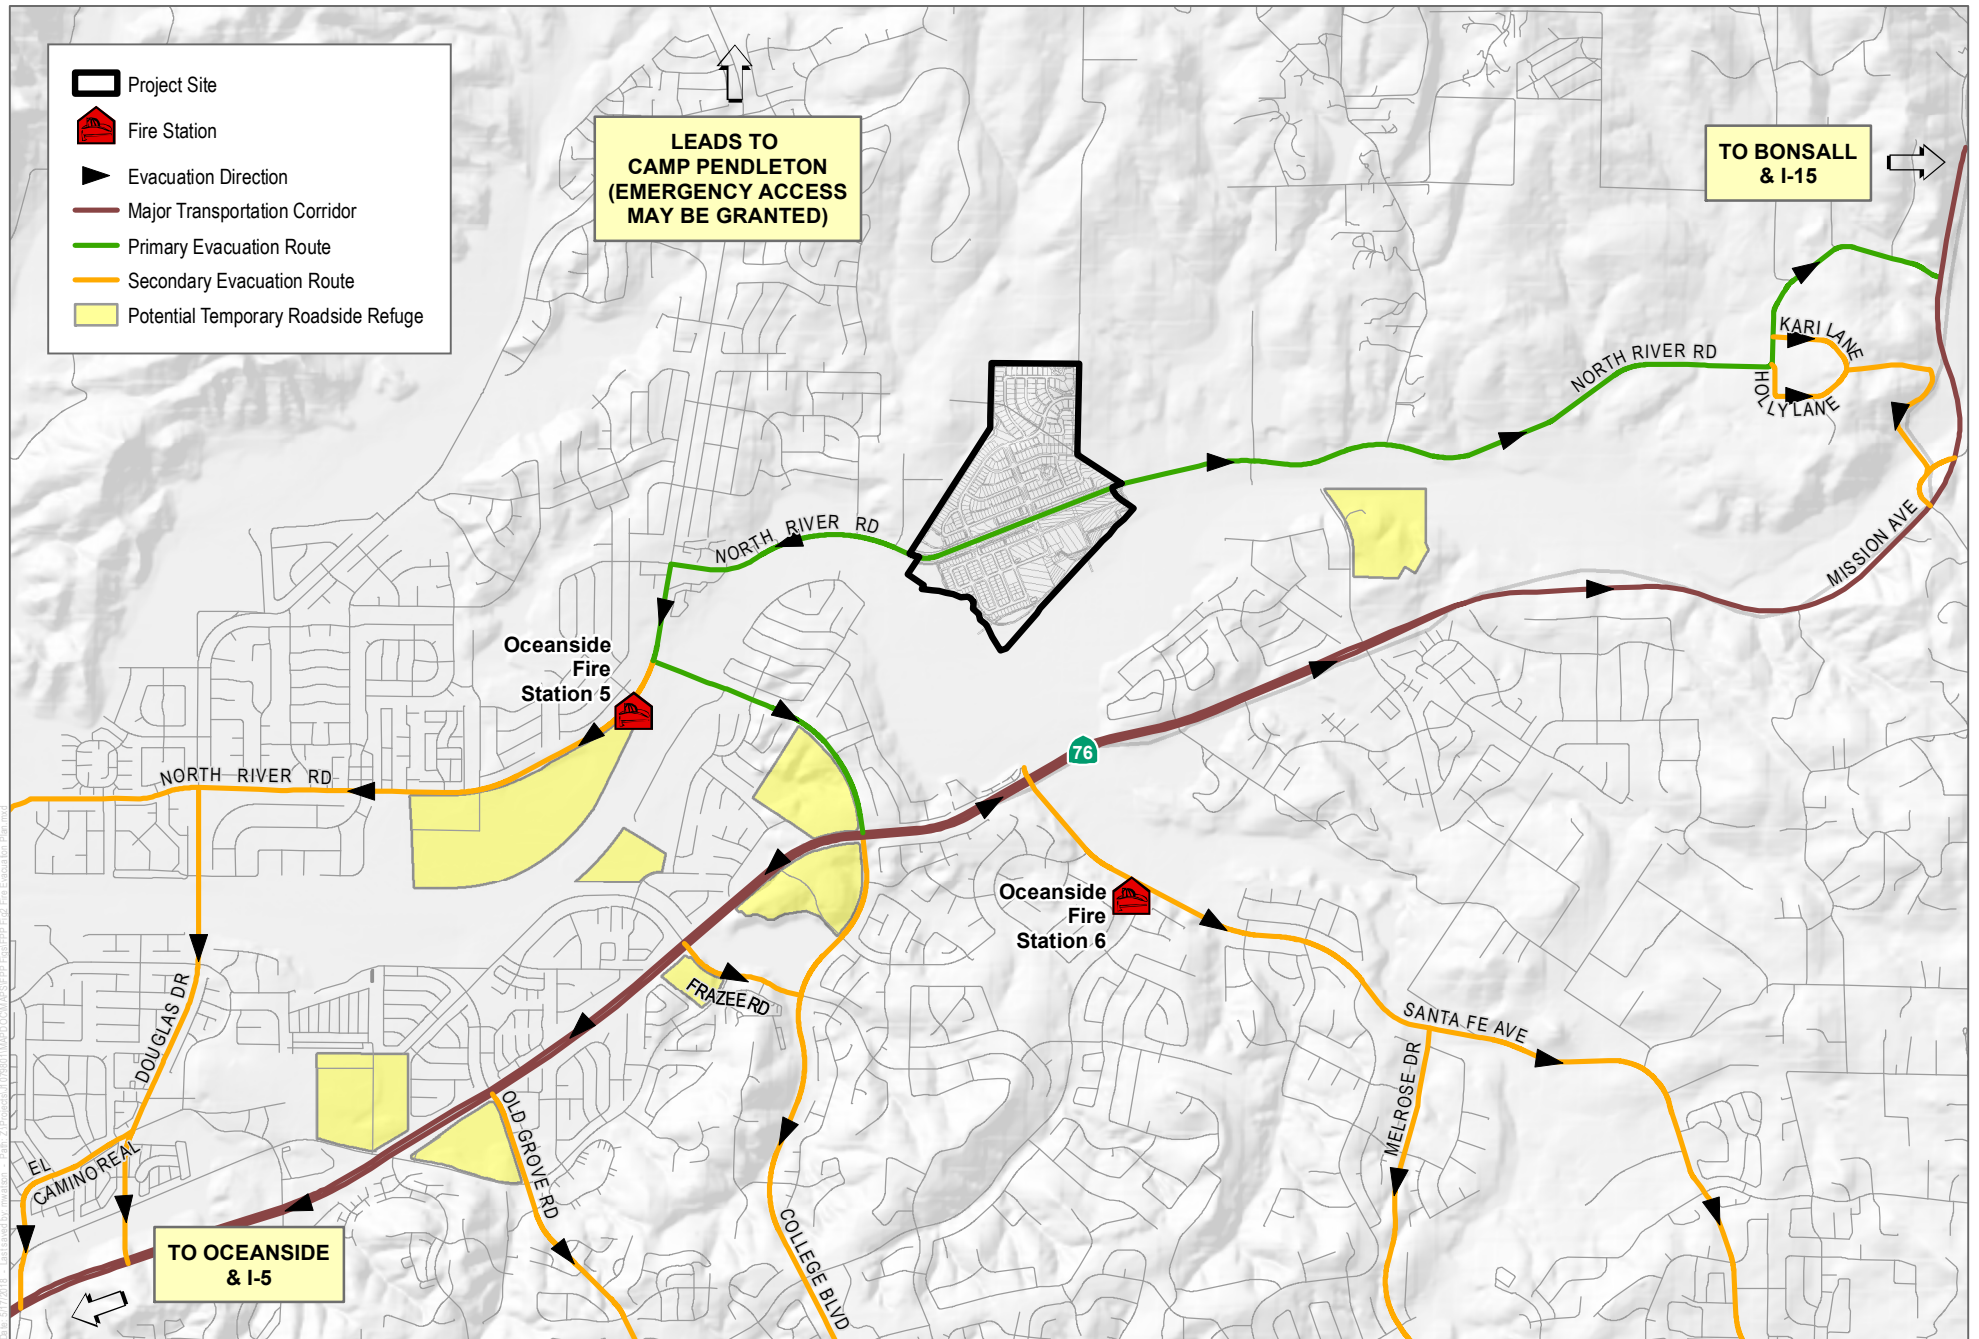 Project Site
Fire Station
Evacuation Direction
Major Transportation Corridor
Primary Evacuation Route
Secondary Evacuation Route
Potential Temporary Roadside Refuge
LEADS TO
CAMP PENDLETON
(EMERGENCY ACCESS
MAY BE GRANTED)
TO BONSALL
& I-15
KARI LANE
NORTH RIVER RD
HOLLY LANE
NORTH RIVER RD
MISSION AVE
Oceanside
Fire
Station 5
76
NORTH RIVER RD
Oceanside
Fire
Station 6
FRAZEE RD
DOUGLAS DR
SANTA FE AVE
MELROSE DR
OLD GROVE RD
EL
CAMINO REAL
COLLEGE BLVD
TO OCEANSIDE
& I-5